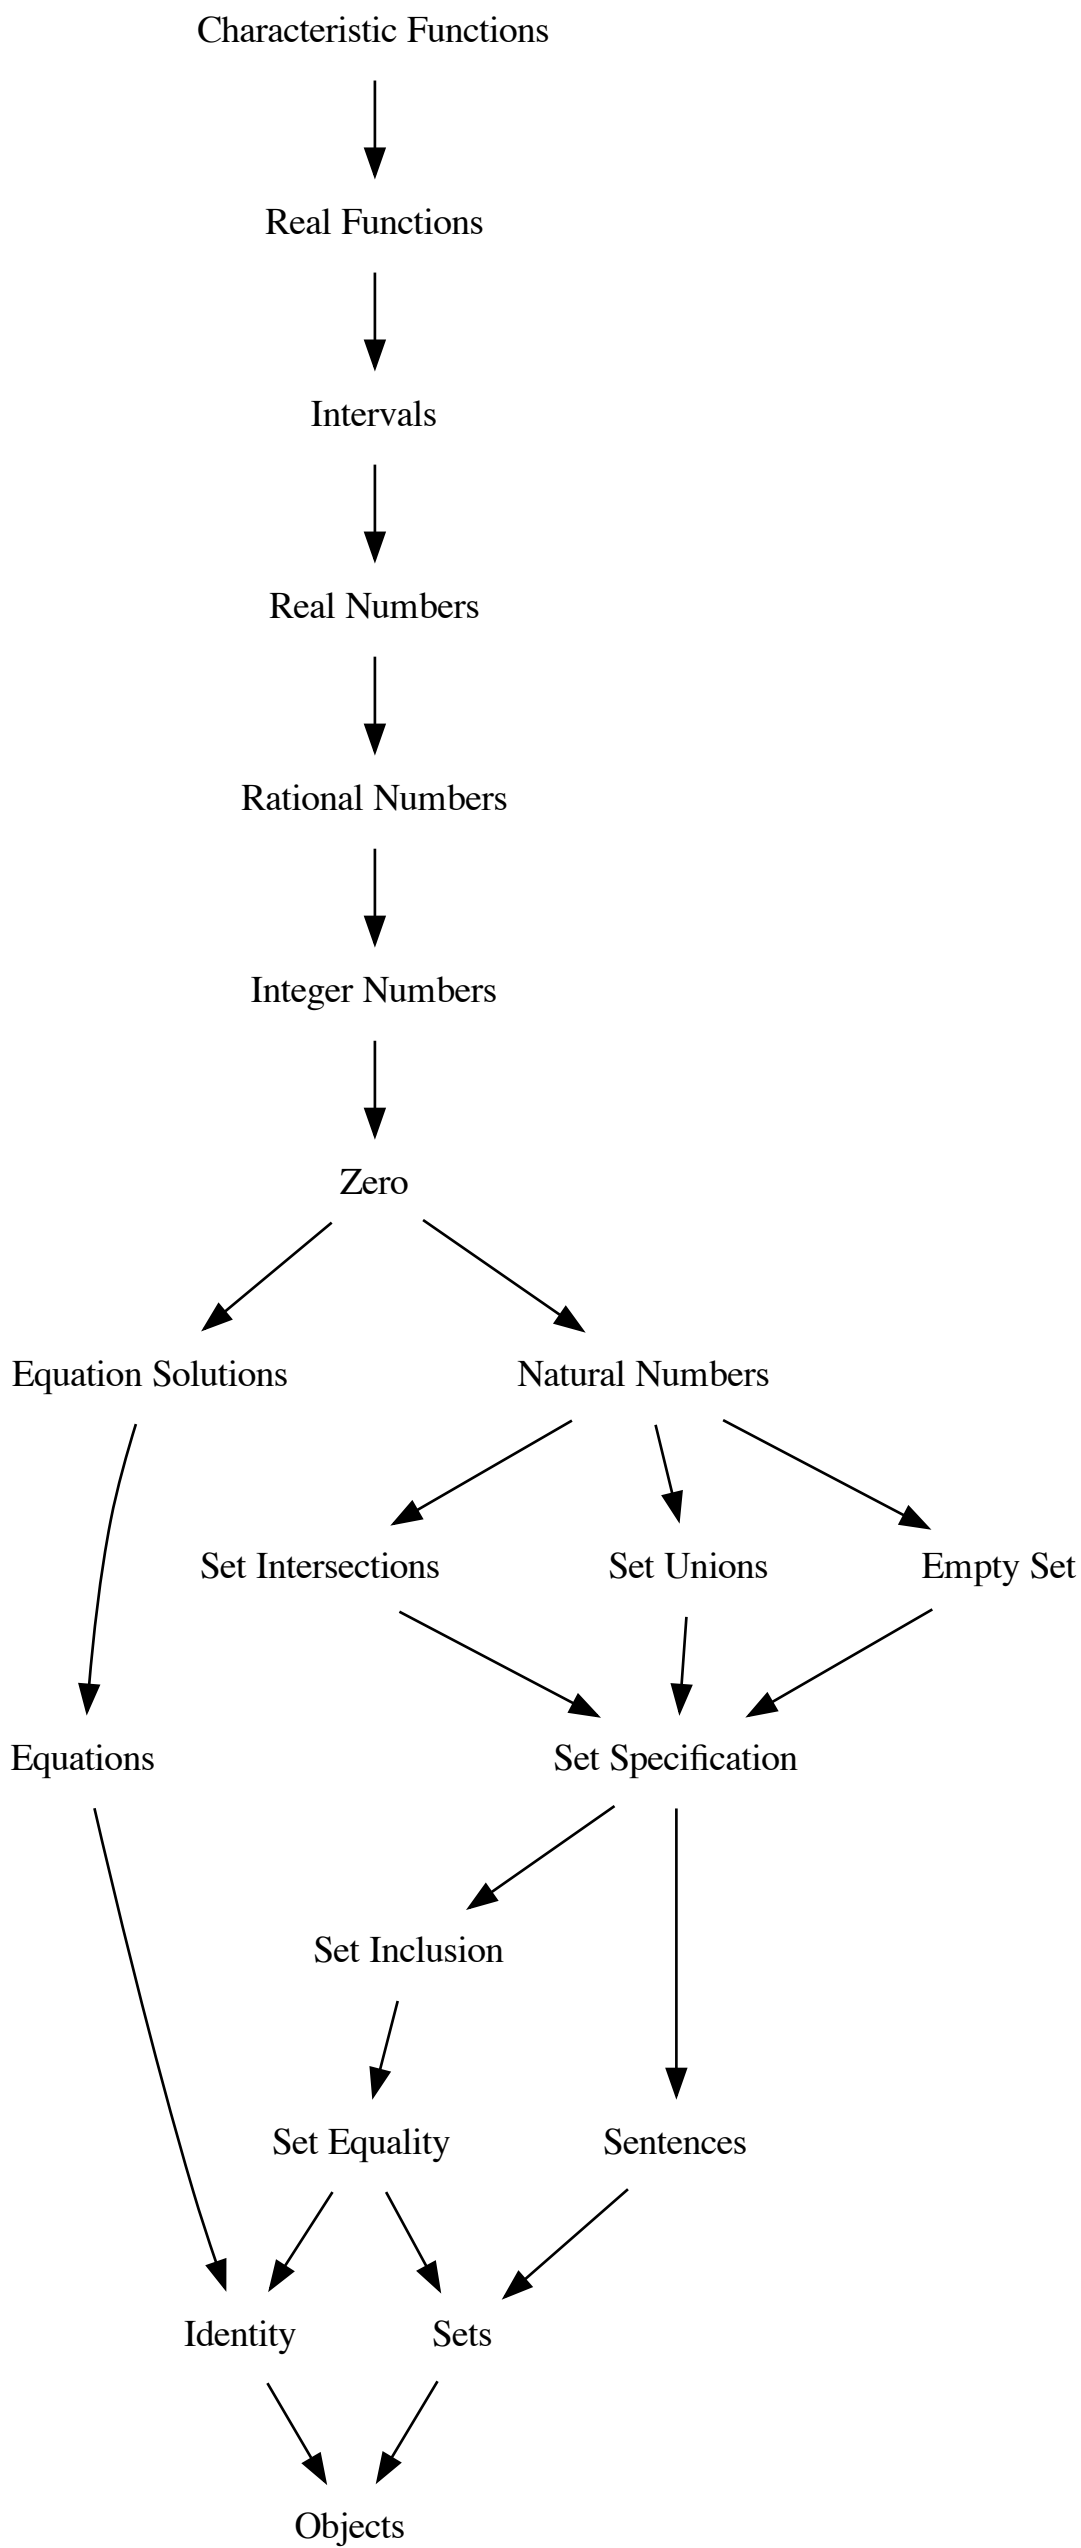 Characteristic Functions
Real Functions
Intervals
Real Numbers
Rational Numbers
Integer Numbers
Zero
Equation Solutions
Natural Numbers
Set Intersections
Set Unions
Empty Set
Equations
Set Specification
Set Inclusion
Set Equality
Sentences
Identity
Sets
Objects